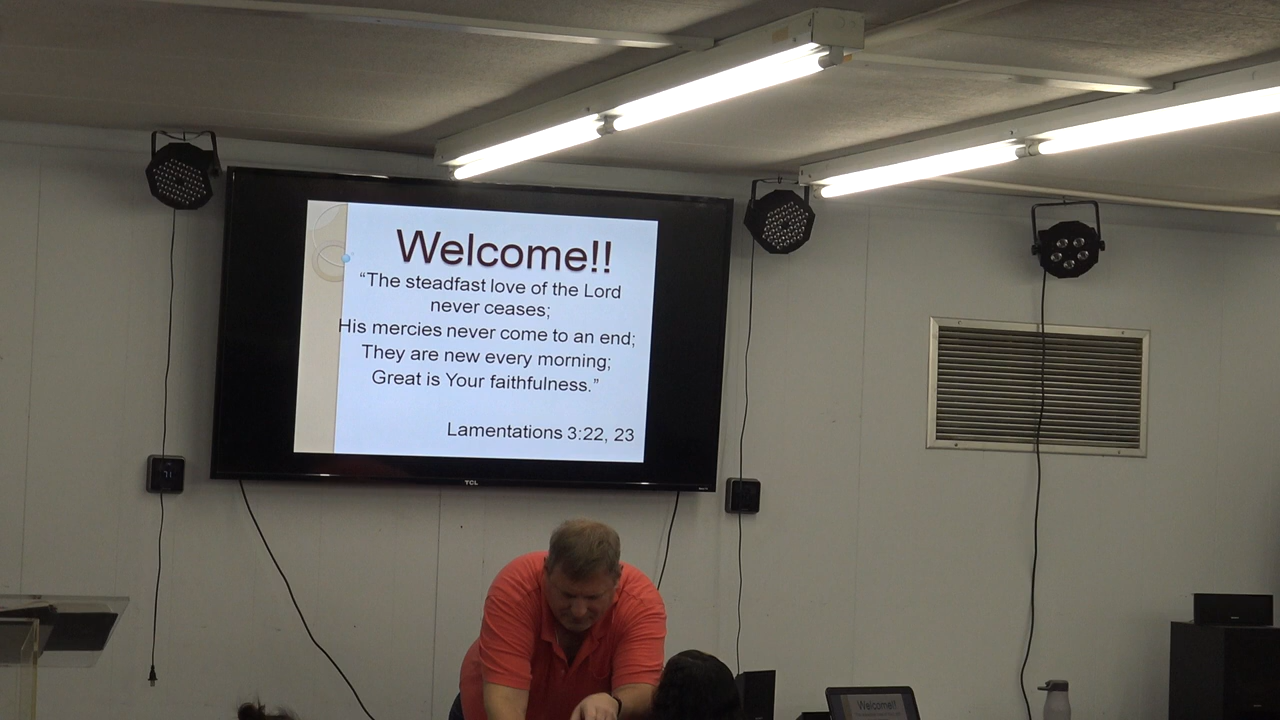 Welcome!!
“The steadfast love of the Lord
never ceases;
His mercies never come to an end;
They are new every morning;
Great is Your faithfulness.”
Lamentations 3:22, 23
TCL
71
Welcome!!